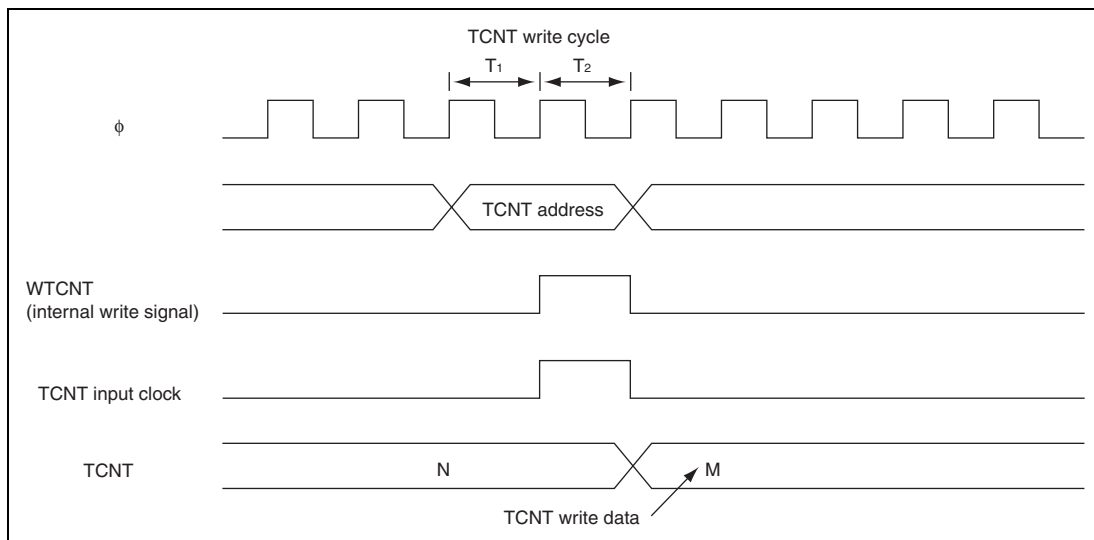 TCNT write cycle
T1 T2
ϕ
TCNT address
WTCNT
(internal write signal)
TCNT input clock
TCNT N M
TCNT write data